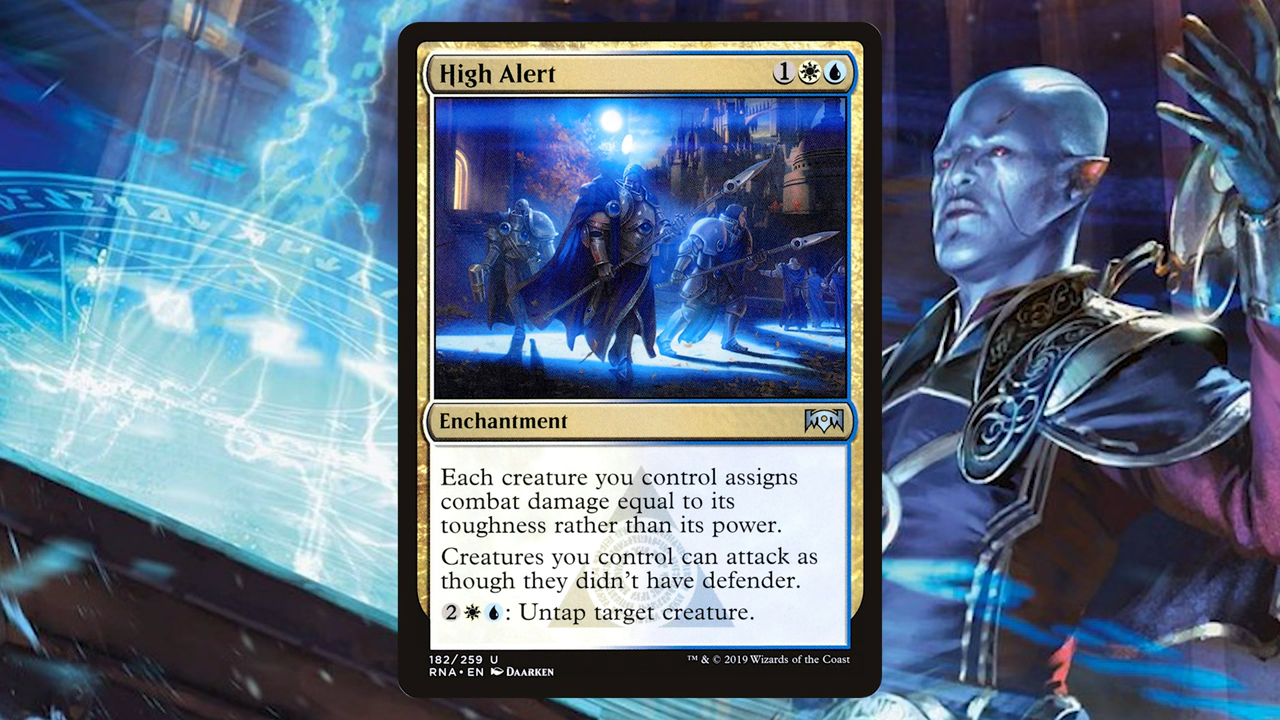 High Alert 1
Enchantment
Each creature you control assigns
combat damage equal to its
toughness rather than its power.
Creatures you control can attack as
though they didn't have defender.
2 : Untap target creature.
182/259 U
RNA • EN DAARKEN
™ & © 2019 Wizards of the Coast